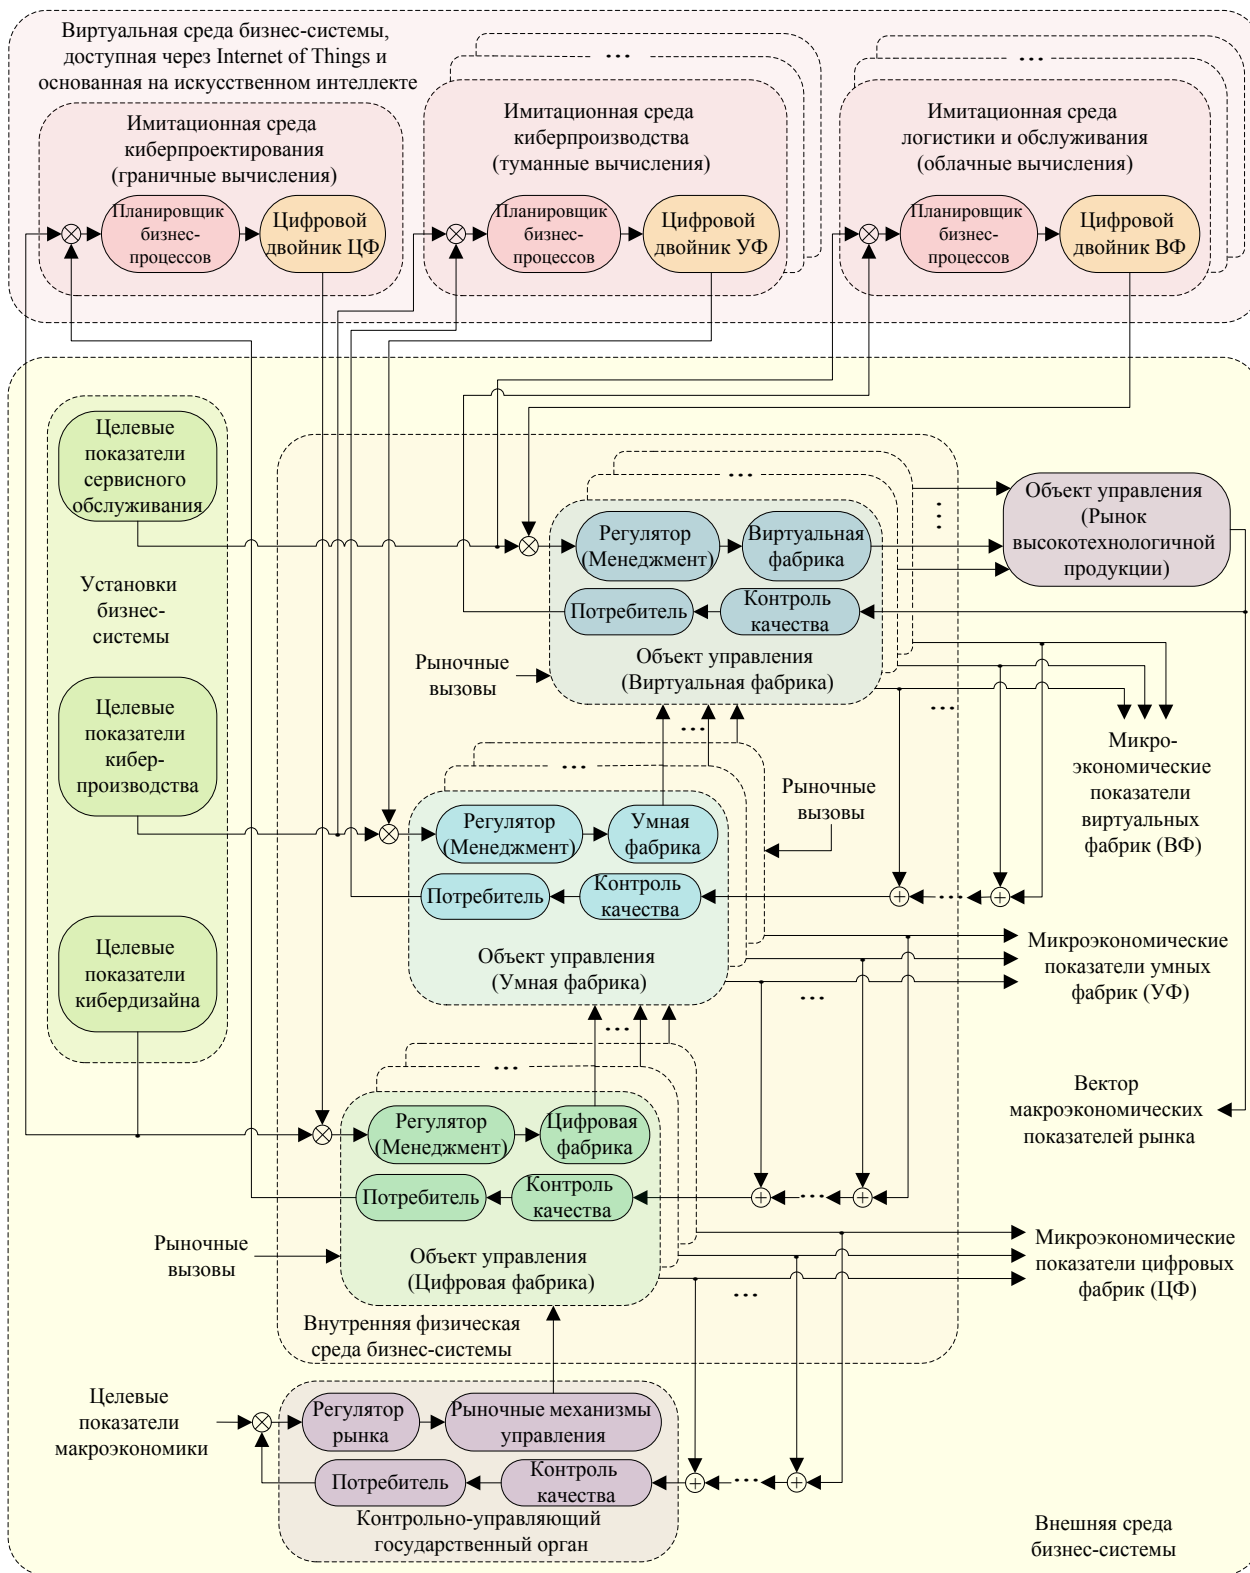 Виртуальная среда бизнес-системы,
доступная через Internet of Things и
основанная на искусственном интеллекте
Имитационная среда
киберпроектирования
(граничные вычисления)
Планировщик
бизнес-
процессов
Цифровой
двойник ЦФ
...
Имитационная среда
киберпроизводства
(туманные вычисления)
Планировщик
бизнес-
процессов
Цифровой
двойник УФ
...
Имитационная среда
логистики и обслуживания
(облачные вычисления)
Планировщик
бизнес-
процессов
Цифровой
двойник ВФ
Целевые
показатели
сервисного
обслуживания
Установки
бизнес-
системы
Целевые
показатели
кибер-
производства
Целевые
показатели
кибердизайна
...
Регулятор
(Менеджмент)
Виртуальная
фабрика
Потребитель
Контроль
качества
Объект управления
(Виртуальная фабрика)
Рыночные
вызовы
...
Объект управления
(Рынок
высокотехнологичной
продукции)
...
...
Микро-
экономические
показатели
виртуальных
фабрик (ВФ)
...
...
Регулятор
(Менеджмент)
Умная
фабрика
Потребитель
Контроль
качества
Объект управления
(Умная фабрика)
Рыночные
вызовы
...
Микроэкономические
показатели умных
фабрик (УФ)
...
...
...
Регулятор
(Менеджмент)
Цифровая
фабрика
Потребитель
Контроль
качества
Объект управления
(Цифровая фабрика)
Рыночные
вызовы
...
Вектор
макроэкономических
показателей рынка
Микроэкономические
показатели цифровых
фабрик (ЦФ)
...
Внутренняя физическая
среда бизнес-системы
Целевые
показатели
макроэкономики
Регулятор
рынка
Рыночные механизмы
управления
Потребитель
Контроль
качества
...
Контрольно-управляющий
государственный орган
Внешняя среда
бизнес-системы